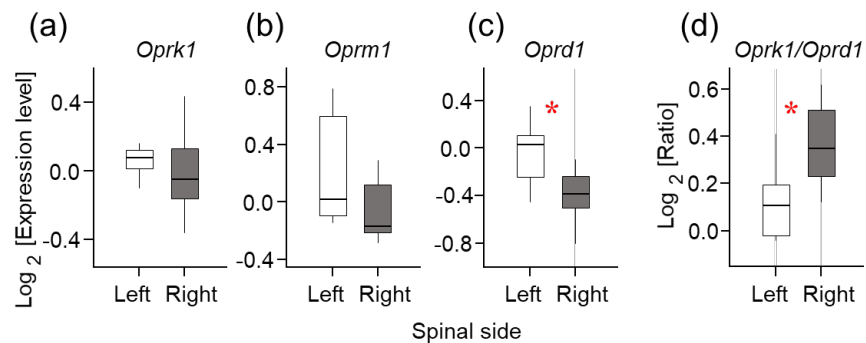 (a)
Oprk1
(b)
Oprm1
(c)
Oprd1
(d)
Oprk1/Oprd1
Log 2 [Expression level]
0.4
0.0
-0.4
Left Right
0.8
0.4
0.0
-0.4
Left Right
0.4
0.0
-0.4
-0.8
*
Left Right
Log 2 [Ratio]
0.6
0.4
0.2
0.0
*
Left Right
Spinal side